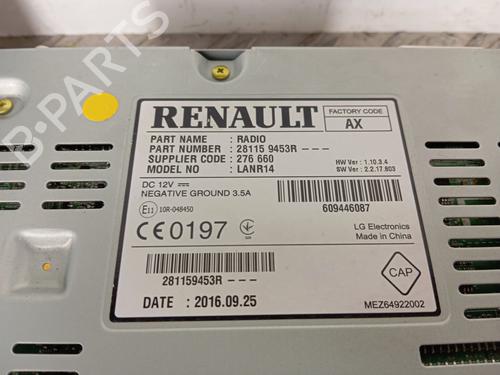 B-PARTS
RENAULT
FACTORY CODE
AX
PART NAME : RADIO
PART NUMBER : 28115 9453R - - -
SUPPLIER CODE : 276 660
MODEL NO : LANR14
HW Ver : 1.10.3.4
SW Ver : 2.2.17.803
DC 12V
NEGATIVE GROUND 3.5A
E11 10R-048450
609446087
CE0197
LG Electronics
Made in China
281159453R - - -
CAP
DATE : 2016.09.25
MEZ64922002